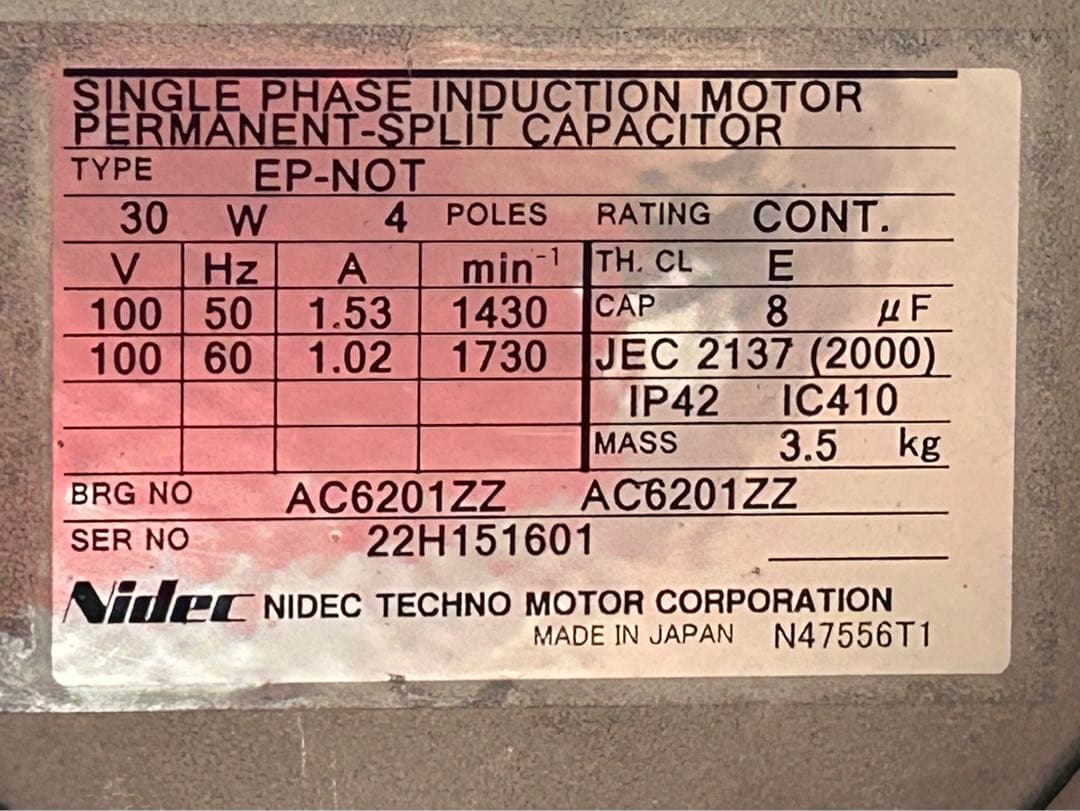 SINGLE PHASE INDUCTION MOTOR
PERMANENT-SPLIT CAPACITOR
TYPE EP-NOT
30 W 4 POLES RATING CONT.
V Hz A min⁻¹ TH. CL E
100 50 1.53 1430 CAP 8 μF
100 60 1.02 1730 JEC 2137 (2000)
IP42 IC410
MASS 3.5 kg
BRG NO AC6201ZZ AC6201ZZ
SER NO 22H151601
Nidec NIDEC TECHNO MOTOR CORPORATION
MADE IN JAPAN N47556T1